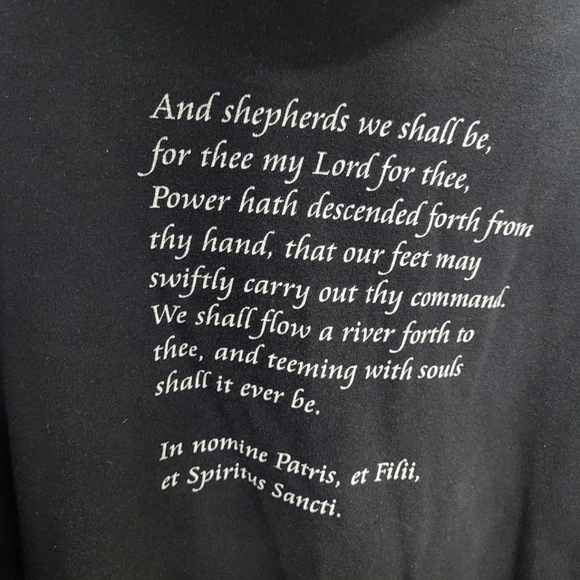 And shepherds we shall be,
for thee my Lord for thee,
Power hath descended forth from
thy hand, that our feet may
swiftly carry out thy command.
We shall flow a river forth to
thee, and teeming with souls
shall it ever be.
In nomine Patris, et Filii,
et Spiritus Sancti.